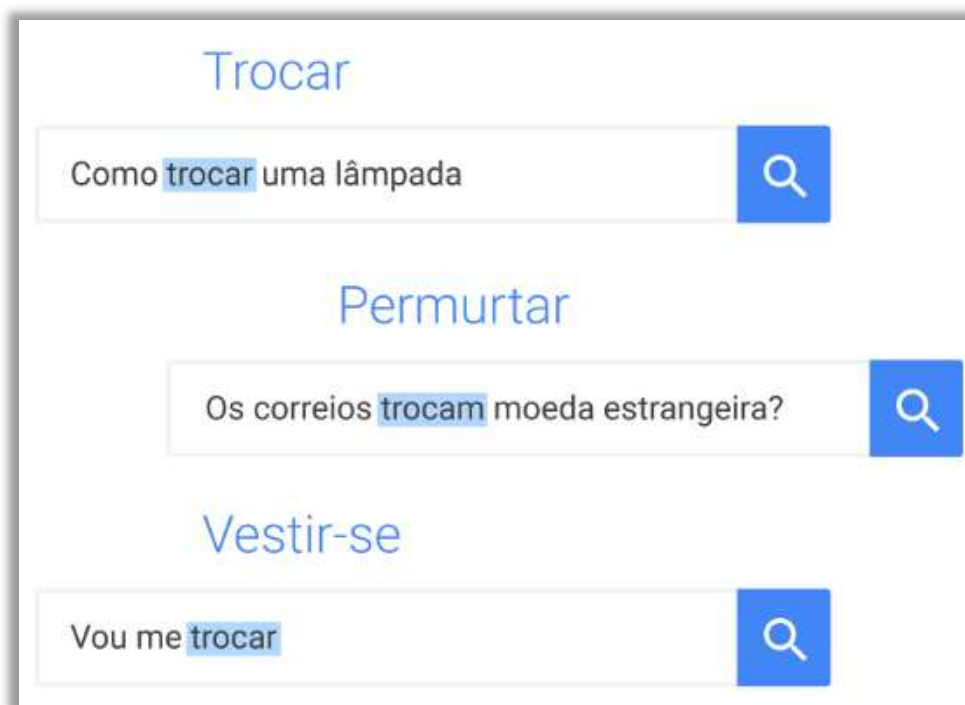 Trocar
Como trocar uma lâmpada
Permurtar
Os correios trocam moeda estrangeira?
Vestir-se
Vou me trocar